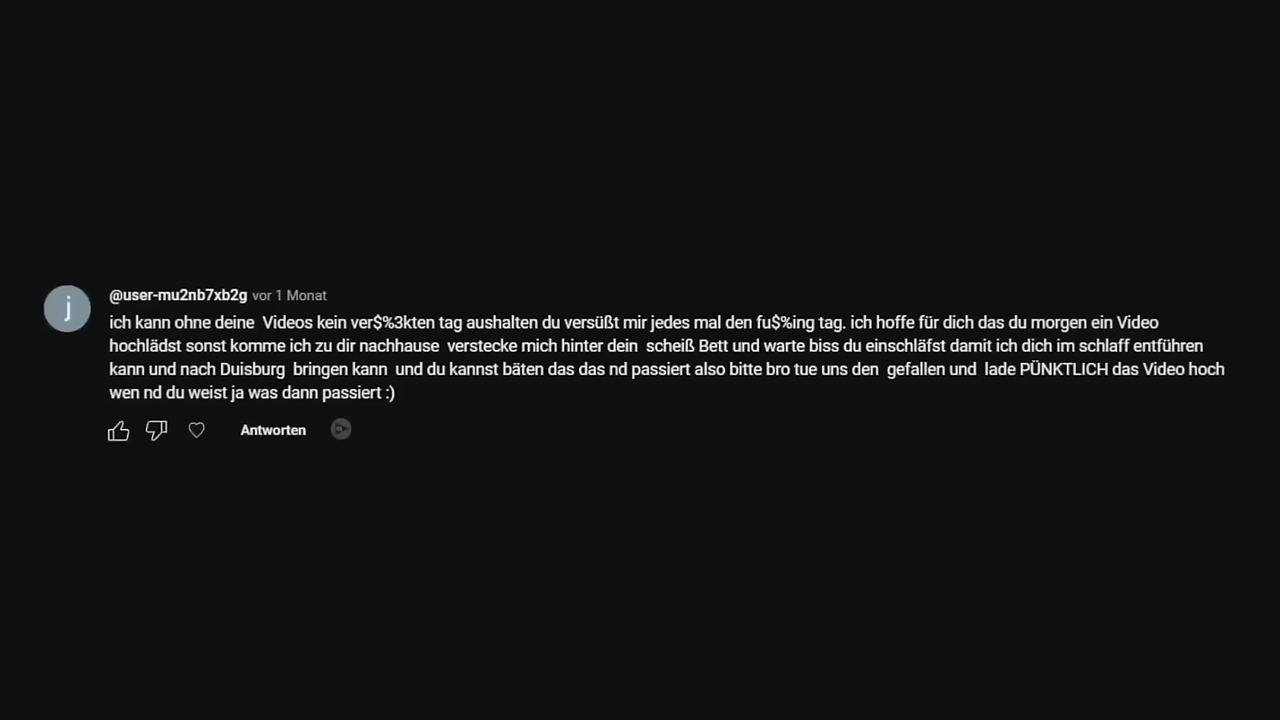 j
@user-mu2nb7xb2g vor 1 Monat
ich kann ohne deine  Videos kein ver$%3kten tag aushalten du versüßt mir jedes mal den fu$%ing tag. ich hoffe für dich das du morgen ein Video
hochlädst sonst komme ich zu dir nachhause  verstecke mich hinter dein  scheiß Bett und warte biss du einschläfst damit ich dich im schlaff entführen
kann und nach Duisburg  bringen kann  und du kannst bäten das das nd passiert also bitte bro tue uns den  gefallen und  lade PÜNKTLICH das Video hoch
wen nd du weist ja was dann passiert :)
Antworten